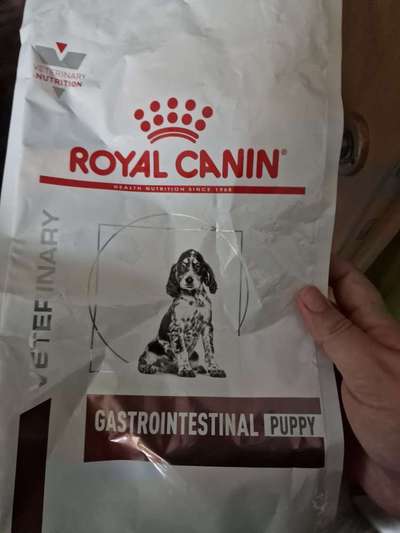 VETERINARY
NUTRITION
ROYAL CANIN®
HEALTH NUTRITION SINCE 1968
VETERINARY
GASTROINTESTINAL PUPPY